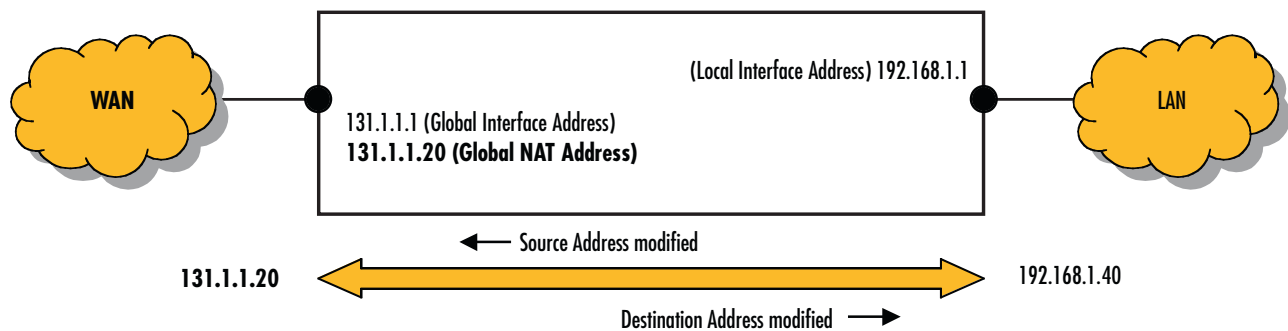 WAN
(Local Interface Address) 192.168.1.1
LAN
131.1.1.1 (Global Interface Address)
131.1.1.20 (Global NAT Address)
Source Address modified
131.1.1.20
192.168.1.40
Destination Address modified